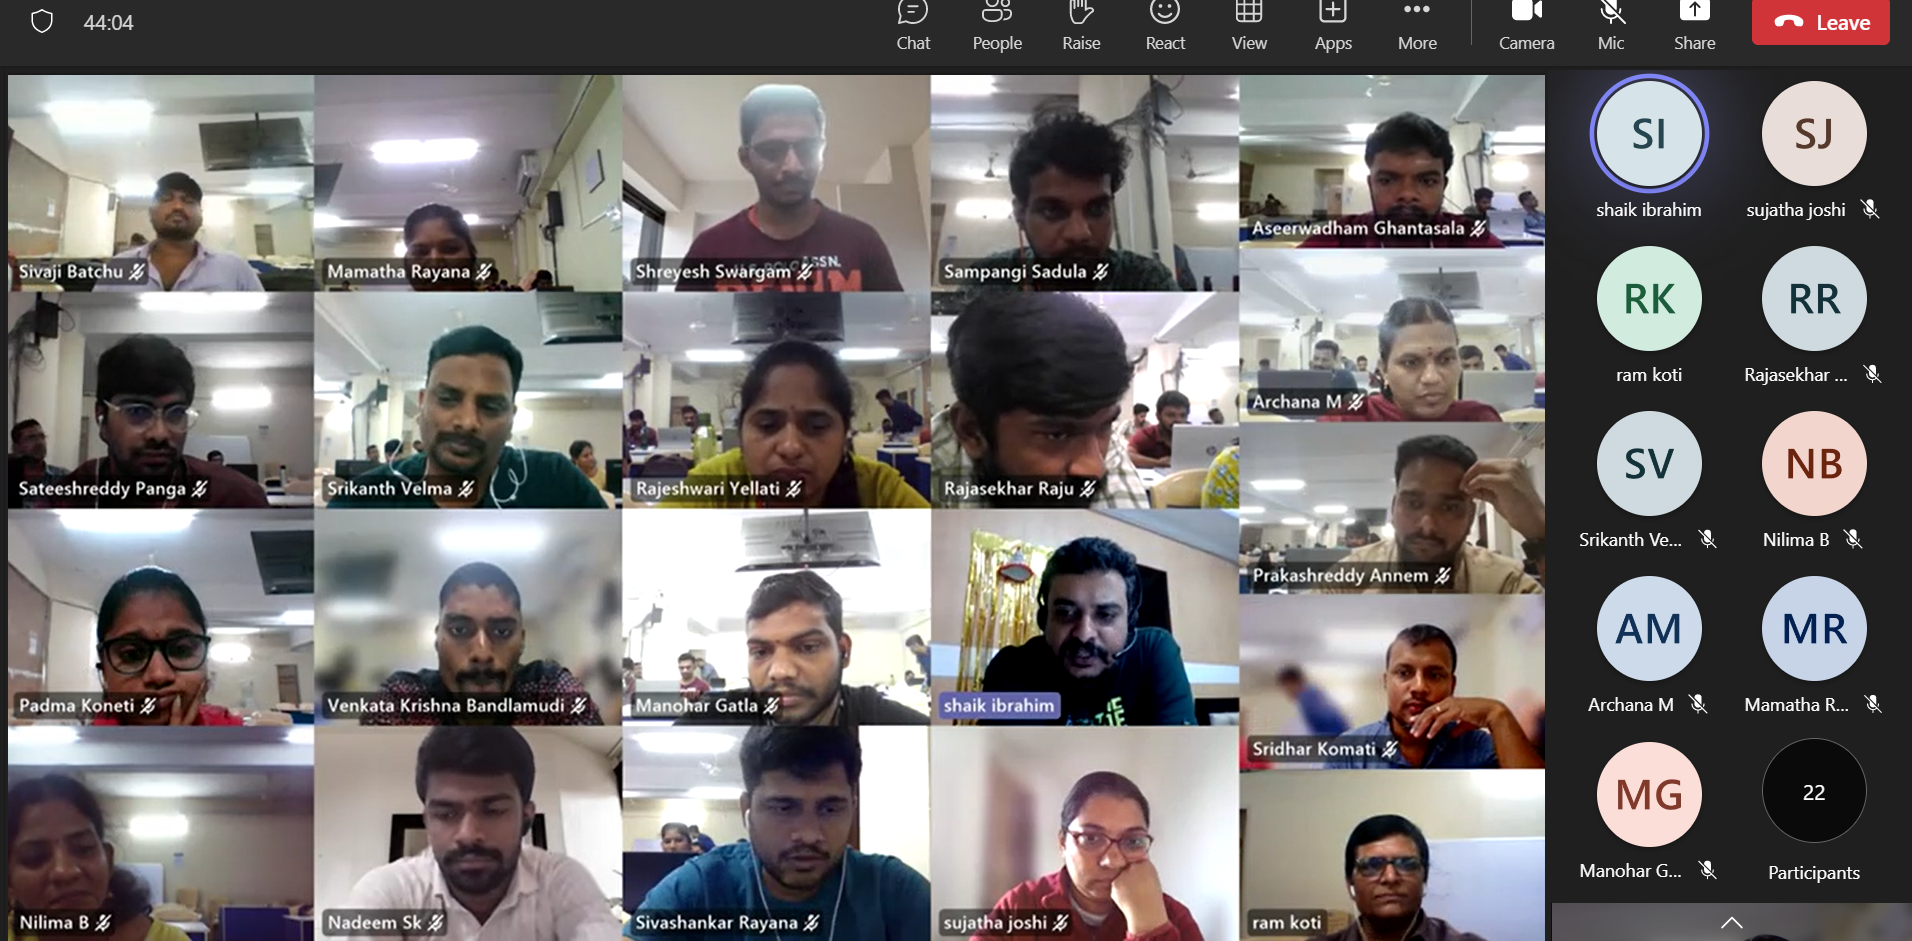 44:04
Chat
People
Raise
React
View
Apps
More
Camera
Mic
Share
Leave
Sivaji Batchu
Mamatha Rayana
Shreyesh Swargam
Sampangi Sadula
Aseerwadham Ghantasala
Sateeshreddy Panga
Srikanth Velma
Rajeshwari Yellati
Rajasekhar Raju
Archana M
Prakashreddy Annem
Padma Koneti
Venkata Krishna Bandlamudi
Manohar Gatla
shaik ibrahim
Sridhar Komati
Nilima B
Nadeem Sk
Sivashankar Rayana
sujatha joshi
ram koti
SI
SJ
shaik ibrahim
sujatha joshi
RK
RR
ram koti
Rajasekhar ...
SV
NB
Srikanth Ve...
Nilima B
AM
MR
Archana M
Mamatha R...
MG
22
Manohar G...
Participants